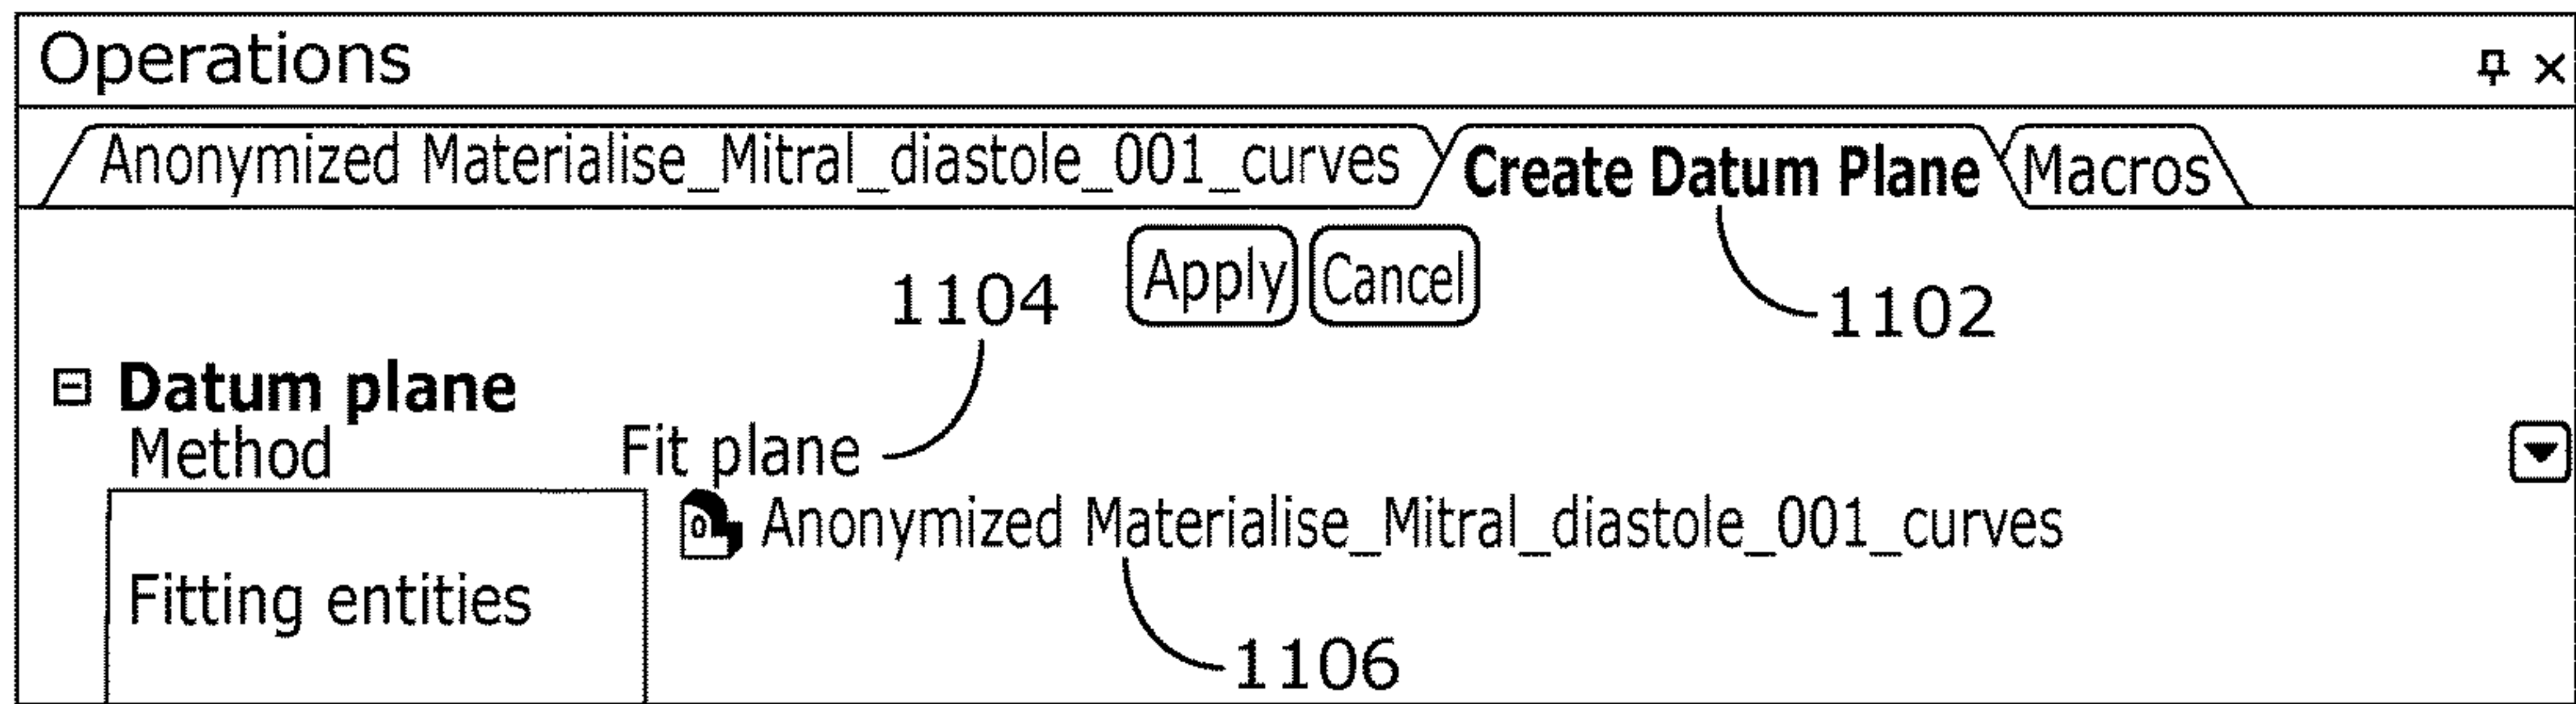 Operations
Anonymized Materialise_Mitral_diastole_001_curves Create Datum Plane Macros
Apply Cancel
1104
1102
Datum plane
Method Fit plane
Anonymized Materialise_Mitral_diastole_001_curves
Fitting entities
1106